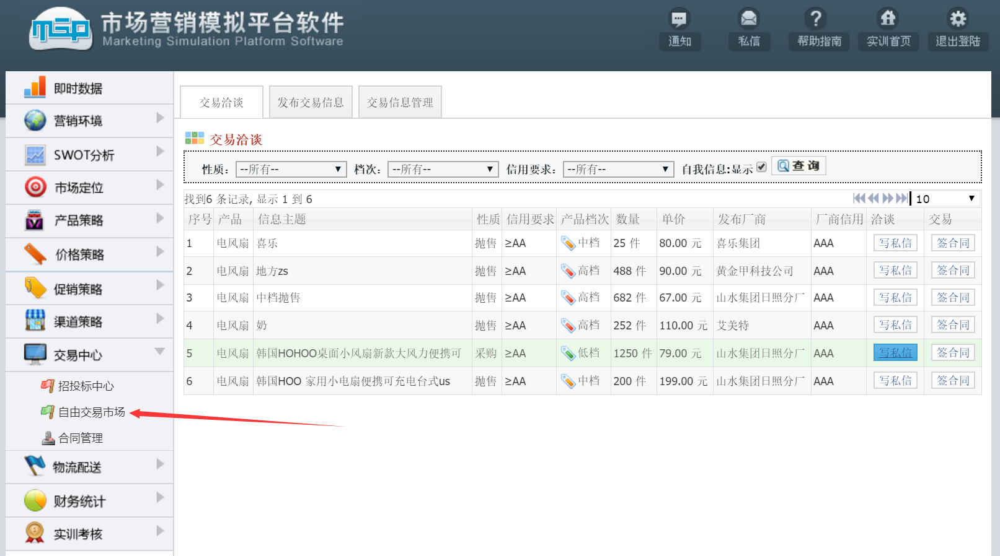 msp 市场营销模拟平台软件
Marketing Simulation Platform Software
通知 私信 帮助指南 实训首页 退出登陆
即时数据
营销环境
SWOT分析
市场定位
产品策略
价格策略
促销策略
渠道策略
交易中心
招投标中心
自由交易市场
合同管理
物流配送
财务统计
实训考核
交易洽谈 发布交易信息 交易信息管理
交易洽谈
性质: --所有-- 档次: --所有-- 信用要求: --所有-- 自我信息:显示 查 询
找到6 条记录, 显示 1 到 6 10
序号 产品 信息主题 性质 信用要求 产品档次 数量 单价 发布厂商 厂商信用 洽谈 交易
1 电风扇 喜乐 抛售 ≥AA 中档 25 件 80.00 元 喜乐集团 AAA 写私信 签合同
2 电风扇 地方zs 抛售 ≥AA 高档 488 件 90.00 元 黄金甲科技公司 AAA 写私信 签合同
3 电风扇 中档抛售 抛售 ≥AA 高档 682 件 67.00 元 山水集团日照分厂 AAA 写私信 签合同
4 电风扇 奶 抛售 ≥AA 高档 252 件 110.00 元 艾美特 AAA 写私信 签合同
5 电风扇 韩国HOHOO桌面小风扇新款大风力便携可 采购 ≥AA 低档 1250 件 79.00 元 山水集团日照分厂 AAA 写私信 签合同
6 电风扇 韩国HOO 家用小电扇便携可充电台式us 抛售 ≥AA 中档 200 件 199.00 元 山水集团日照分厂 AAA 写私信 签合同